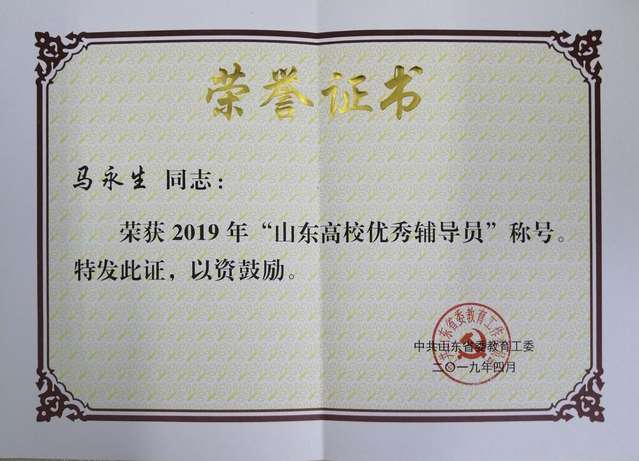 荣誉证书
马永生 同志：
荣获 2019 年“山东高校优秀辅导员”称号。
特发此证，以资鼓励。
中共山东省委教育工委
二〇一九年四月